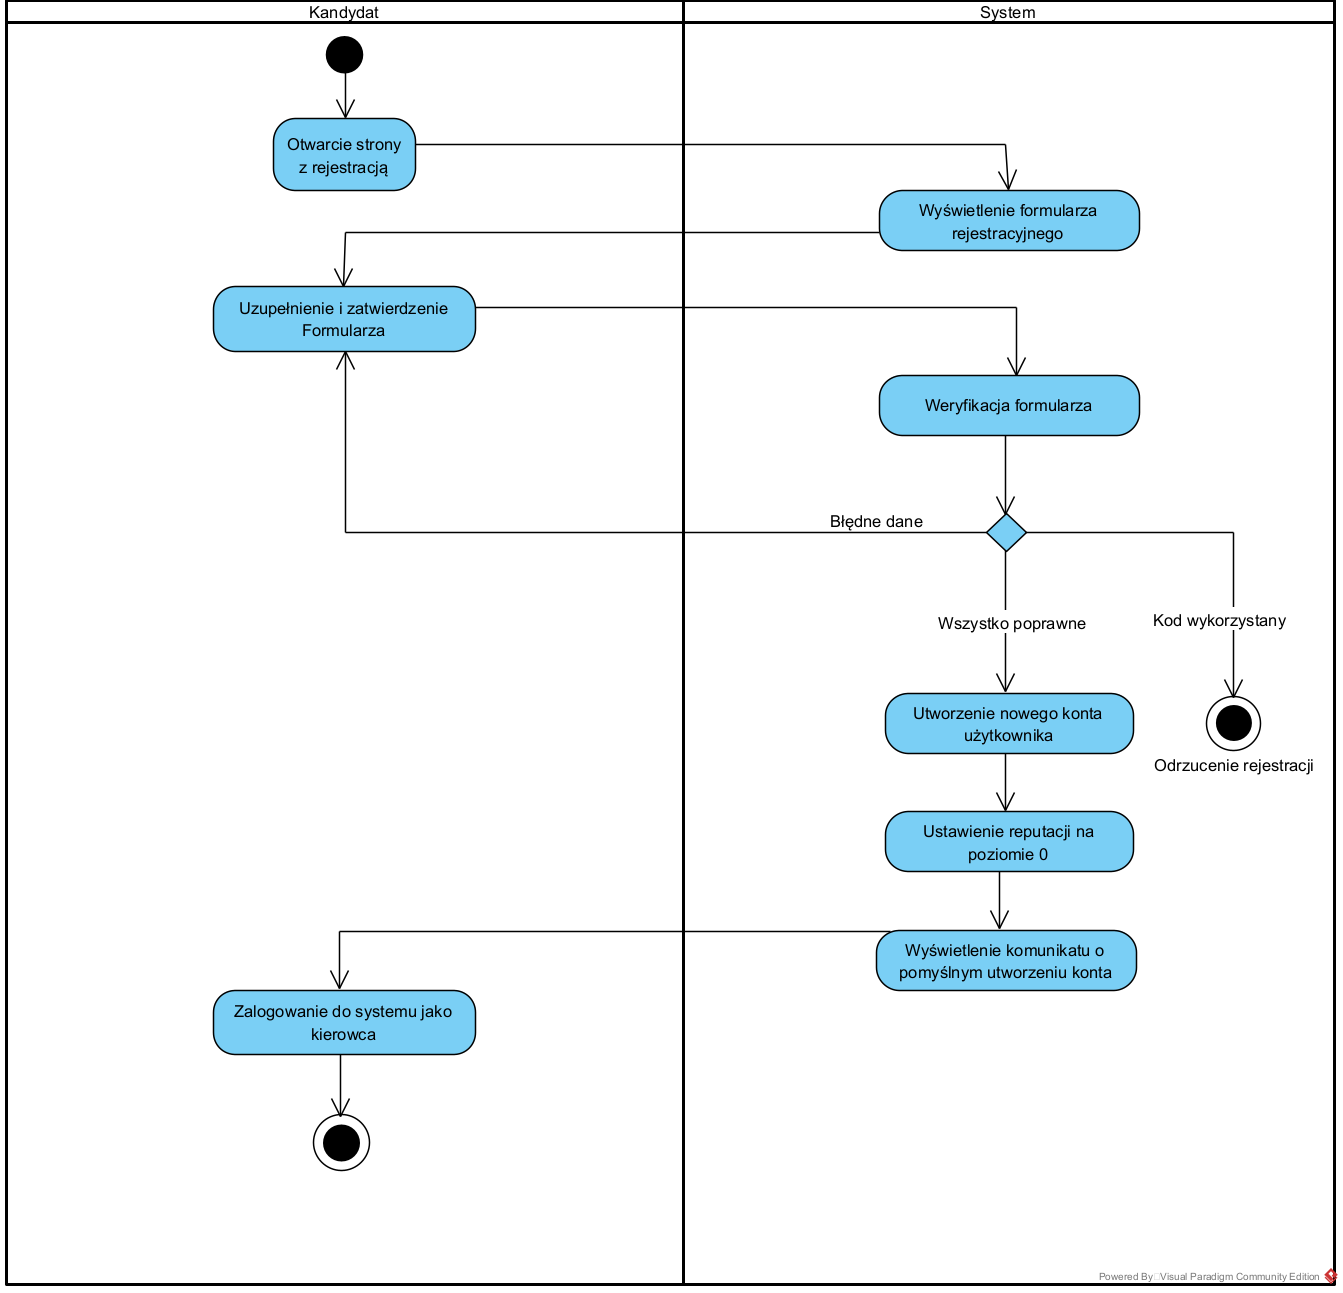 Kandydat
System
Otwarcie strony
z rejestracją
Wyświetlenie formularza
rejestracyjnego
Uzupełnienie i zatwierdzenie
Formularza
Weryfikacja formularza
Błędne dane
Wszystko poprawne
Kod wykorzystany
Utworzenie nowego konta
użytkownika
Odrzucenie rejestracji
Ustawienie reputacji na
poziomie 0
Wyświetlenie komunikatu o
pomyślnym utworzeniu konta
Zalogowanie do systemu jako
kierowca
Powered By Visual Paradigm Community Edition